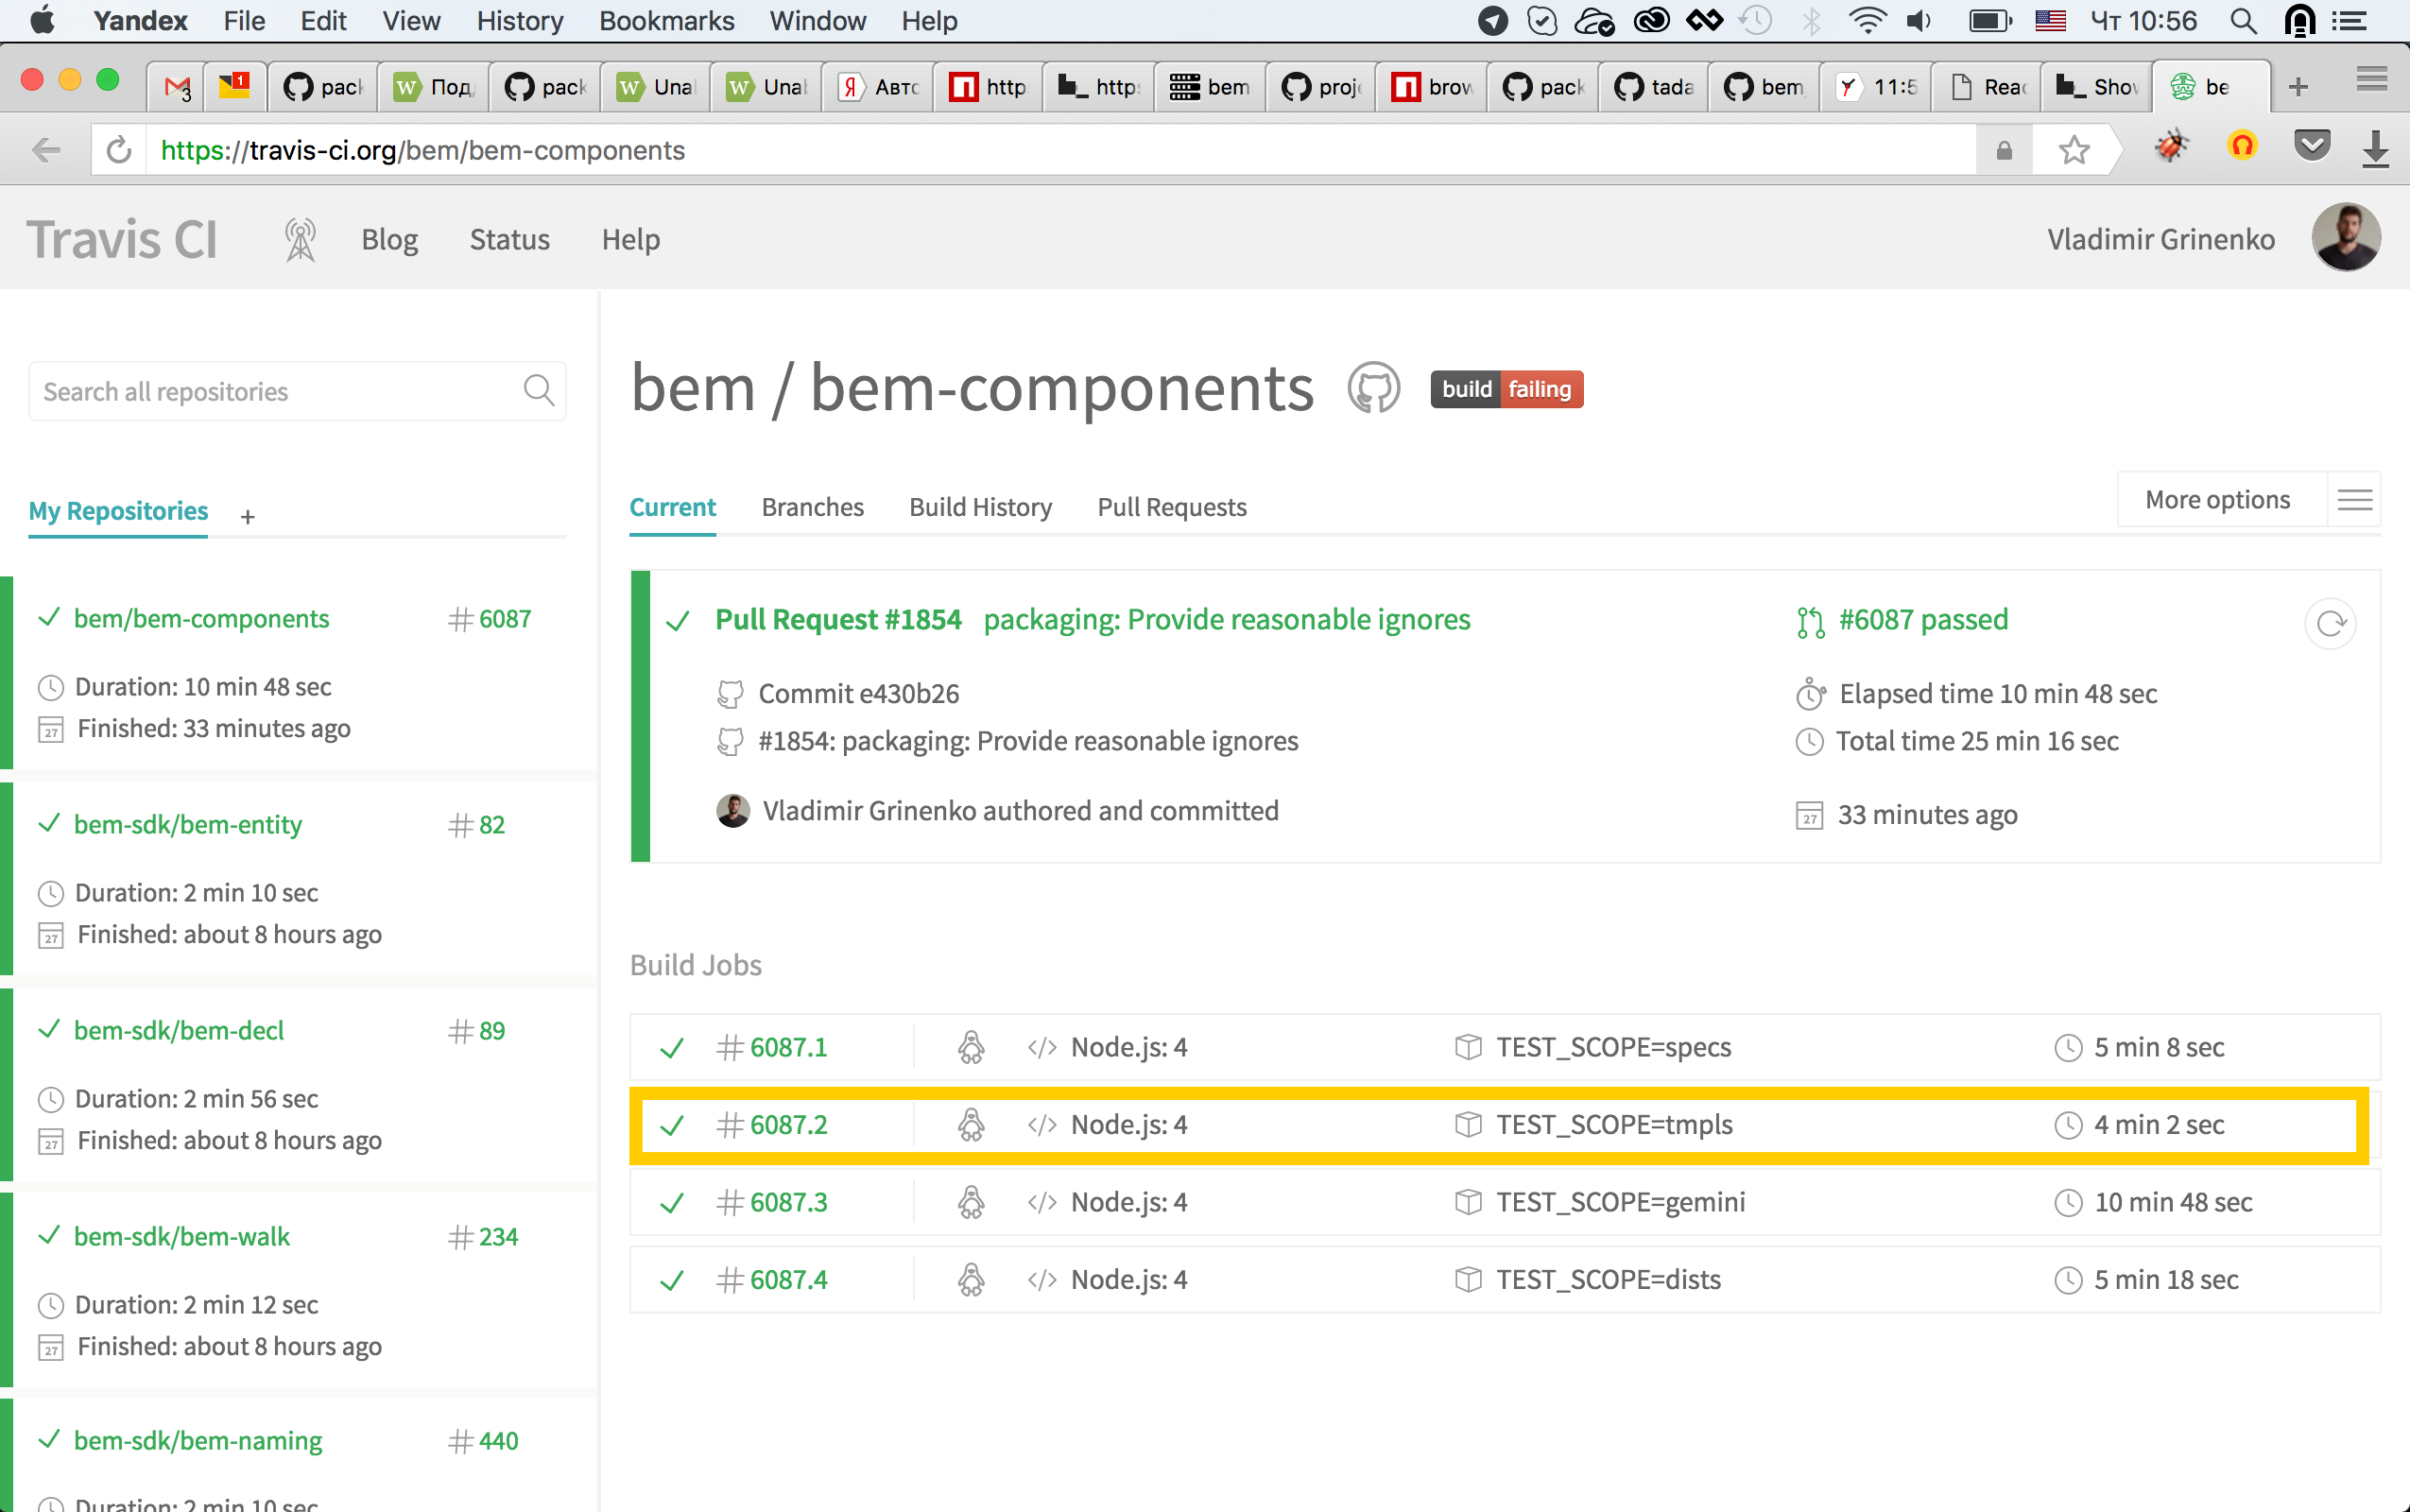 Yandex File Edit View History Bookmarks Window Help Чт 10:56
3 1 pack Под pack Una Una Авто http http bem proje brow pack tada bem 11:5 Reac Show be
https://travis-ci.org/bem/bem-components
Travis CI Blog Status Help Vladimir Grinenko
Search all repositories
My Repositories +
bem/bem-components # 6087
Duration: 10 min 48 sec
27 Finished: 33 minutes ago
bem-sdk/bem-entity # 82
Duration: 2 min 10 sec
27 Finished: about 8 hours ago
bem-sdk/bem-decl # 89
Duration: 2 min 56 sec
27 Finished: about 8 hours ago
bem-sdk/bem-walk # 234
Duration: 2 min 12 sec
27 Finished: about 8 hours ago
bem-sdk/bem-naming # 440
Duration: 2 min 10 sec
bem / bem-components build failing
Current Branches Build History Pull Requests More options
Pull Request #1854 packaging: Provide reasonable ignores #6087 passed
Commit e430b26 Elapsed time 10 min 48 sec
#1854: packaging: Provide reasonable ignores Total time 25 min 16 sec
Vladimir Grinenko authored and committed 27 33 minutes ago
Build Jobs
# 6087.1 </> Node.js: 4 TEST_SCOPE=specs 5 min 8 sec
# 6087.2 </> Node.js: 4 TEST_SCOPE=tmpls 4 min 2 sec
# 6087.3 </> Node.js: 4 TEST_SCOPE=gemini 10 min 48 sec
# 6087.4 </> Node.js: 4 TEST_SCOPE=dists 5 min 18 sec